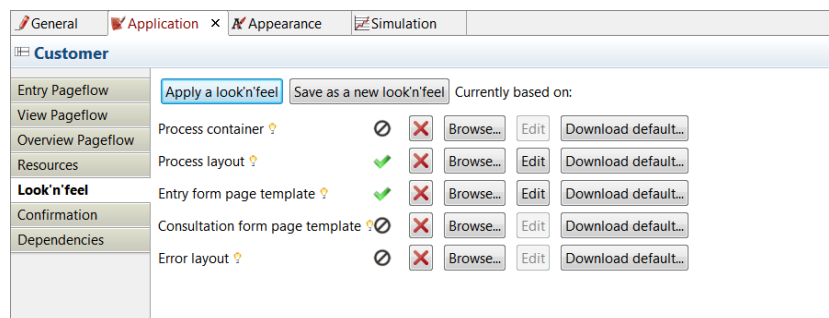 General Application × Appearance Simulation
Customer
Entry Pageflow
View Pageflow
Overview Pageflow
Resources
Look'n'feel
Confirmation
Dependencies
Apply a look'n'feel Save as a new look'n'feel Currently based on:
Process container Browse... Edit Download default...
Process layout Browse... Edit Download default...
Entry form page template Browse... Edit Download default...
Consultation form page template Browse... Edit Download default...
Error layout Browse... Edit Download default...